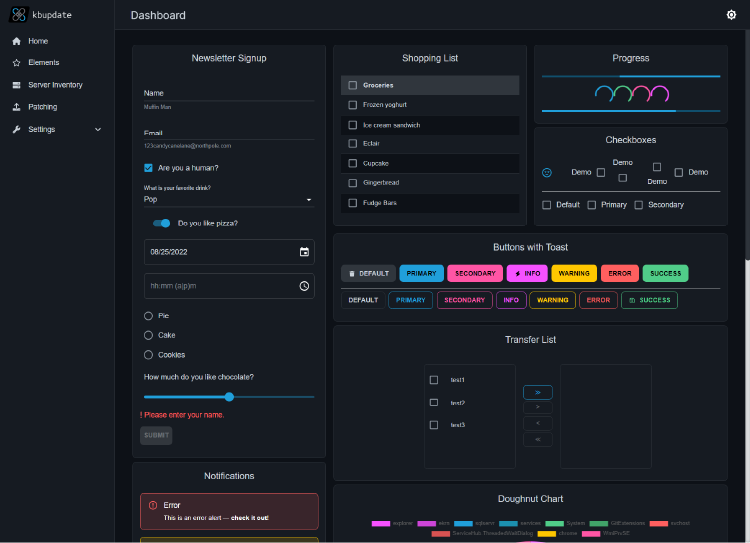 kbupdate
Dashboard
Home
Elements
Server Inventory
Patching
Settings
Newsletter Signup
Name
Muffin Man
Email
123candycanelane@northpole.com
Are you a human?
What is your favorite drink?
Pop
Do you like pizza?
08/25/2022
hh:mm (a|p)m
Pie
Cake
Cookies
How much do you like chocolate?
! Please enter your name.
SUBMIT
Notifications
Error
This is an error alert — check it out!
Shopping List
Groceries
Frozen yoghurt
Ice cream sandwich
Eclair
Cupcake
Gingerbread
Fudge Bars
Progress
Checkboxes
Demo
Demo
Demo
Demo
Default Primary Secondary
Buttons with Toast
DEFAULT PRIMARY SECONDARY INFO WARNING ERROR SUCCESS
DEFAULT PRIMARY SECONDARY INFO WARNING ERROR SUCCESS
Transfer List
test1
test2
test3
≫
>
<
≪
Doughnut Chart
explorer sqlservr services System GitExtensions svchost
ServiceHub.ThreadedWaitDialog chrome WmiPrvSE